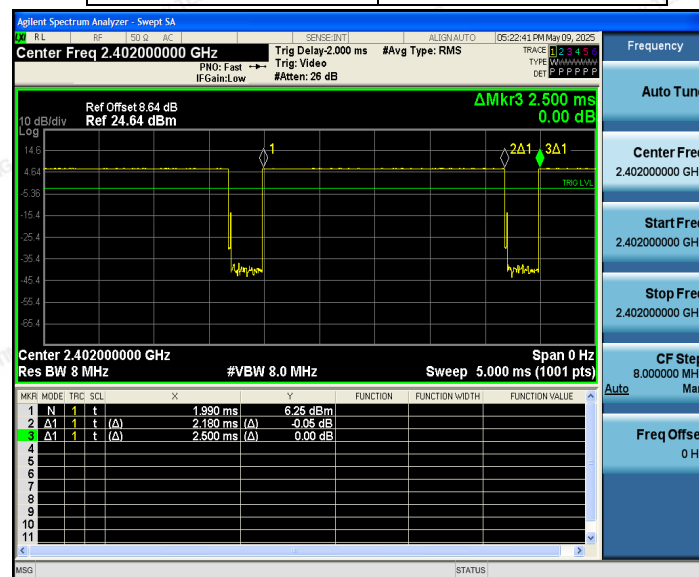 Agilent Spectrum Analyzer - Swept SA
LXI RL RF 50 Ω AC SENSE:INT ALIGNAUTO 05:22:41 PM May 09, 2025
Center Freq 2.402000000 GHz
PNO: Fast
IFGain:Low
Trig Delay-2.000 ms
Trig: Video
#Atten: 26 dB
#Avg Type: RMS
TRACE 1 2 3 4 5 6
TYPE W
DET P P P P P P
ΔMkr3 2.500 ms
0.00 dB
Ref Offset 8.64 dB
10 dB/div Ref 24.64 dBm
Log
14.6
4.64
-5.36
-15.4
-25.4
-35.4
-45.4
-55.4
-65.4
1
2Δ1
3Δ1
TRIG LVL
Center 2.402000000 GHz Span 0 Hz
Res BW 8 MHz #VBW 8.0 MHz Sweep 5.000 ms (1001 pts)
MKR MODE TRC SCL X Y FUNCTION FUNCTION WIDTH FUNCTION VALUE
1 N 1 t 1.990 ms 6.25 dBm
2 Δ1 1 t (Δ) 2.180 ms (Δ) -0.05 dB
3 Δ1 1 t (Δ) 2.500 ms (Δ) 0.00 dB
4
5
6
7
8
9
10
11
MSG STATUS
Frequency
Auto Tun
Center Fre
2.402000000 GH
Start Fre
2.402000000 GH
Stop Fre
2.402000000 GH
CF Step
8.000000 MH
Auto Ma
Freq Offse
0 H